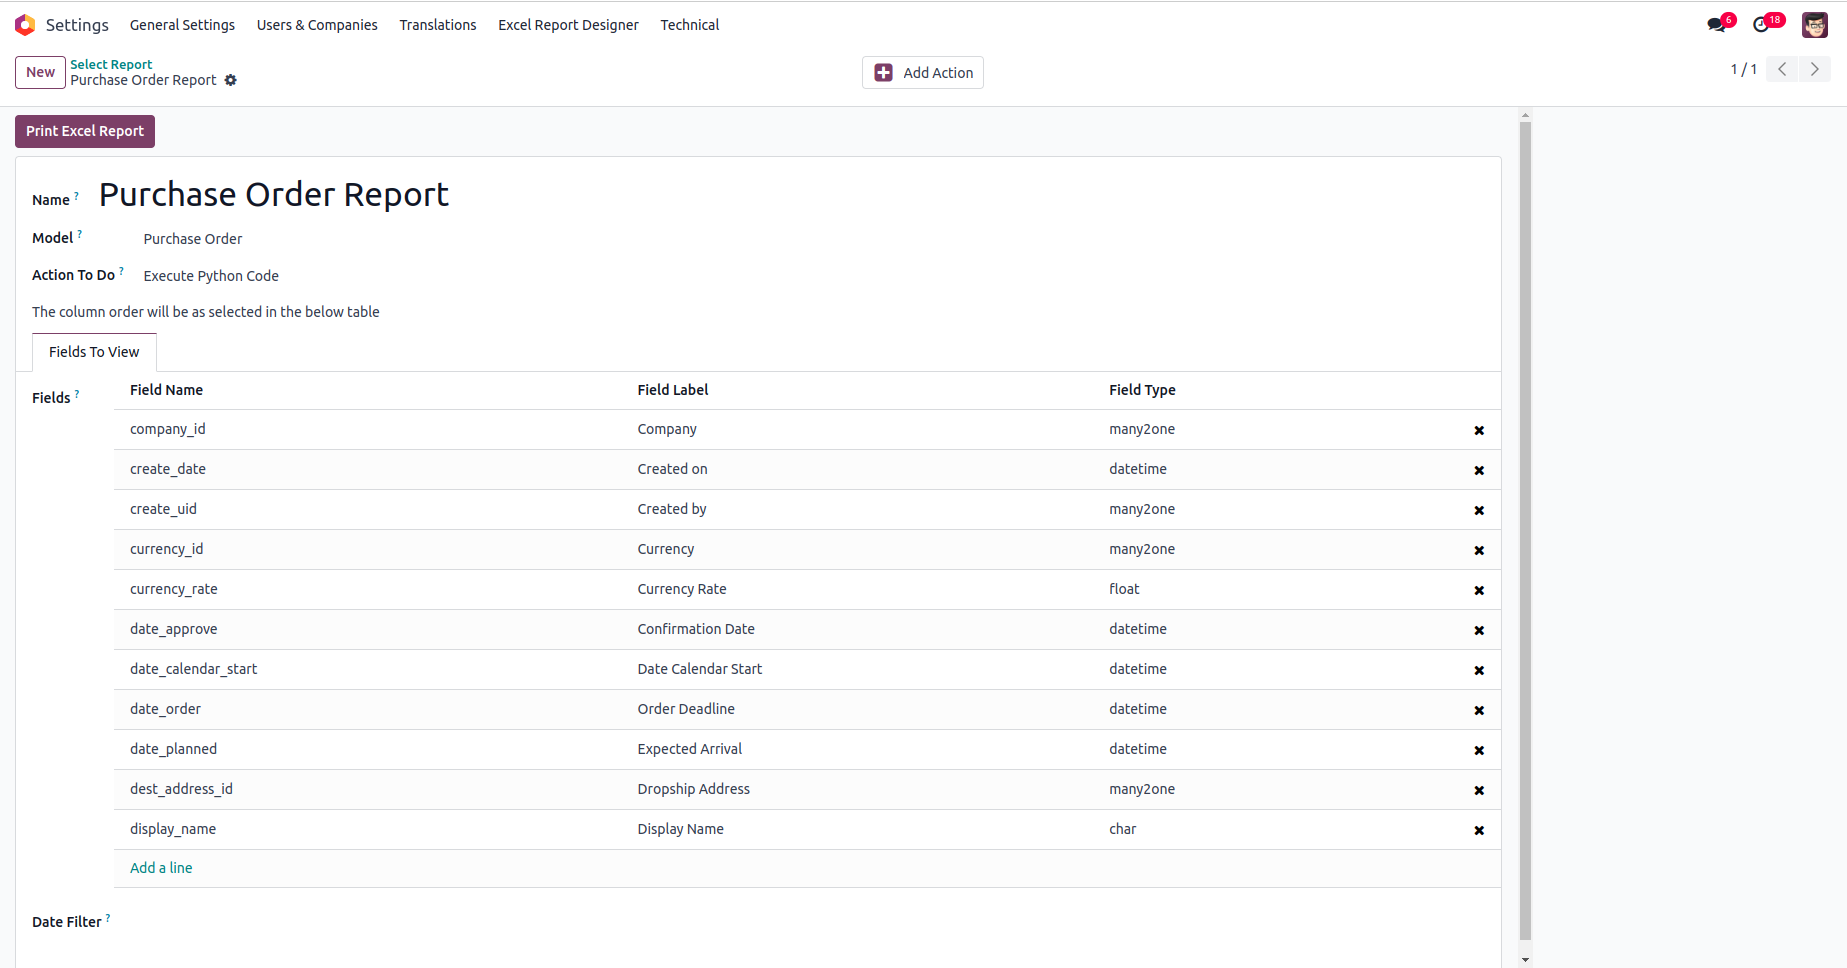 Settings General Settings Users & Companies Translations Excel Report Designer Technical 6 18
New Select Report
Purchase Order Report
Add Action
1 / 1
Print Excel Report
Name ? Purchase Order Report
Model ? Purchase Order
Action To Do ? Execute Python Code
The column order will be as selected in the below table
Fields To View
Fields ? Field Name Field Label Field Type
company_id Company many2one
create_date Created on datetime
create_uid Created by many2one
currency_id Currency many2one
currency_rate Currency Rate float
date_approve Confirmation Date datetime
date_calendar_start Date Calendar Start datetime
date_order Order Deadline datetime
date_planned Expected Arrival datetime
dest_address_id Dropship Address many2one
display_name Display Name char
Add a line
Date Filter ?